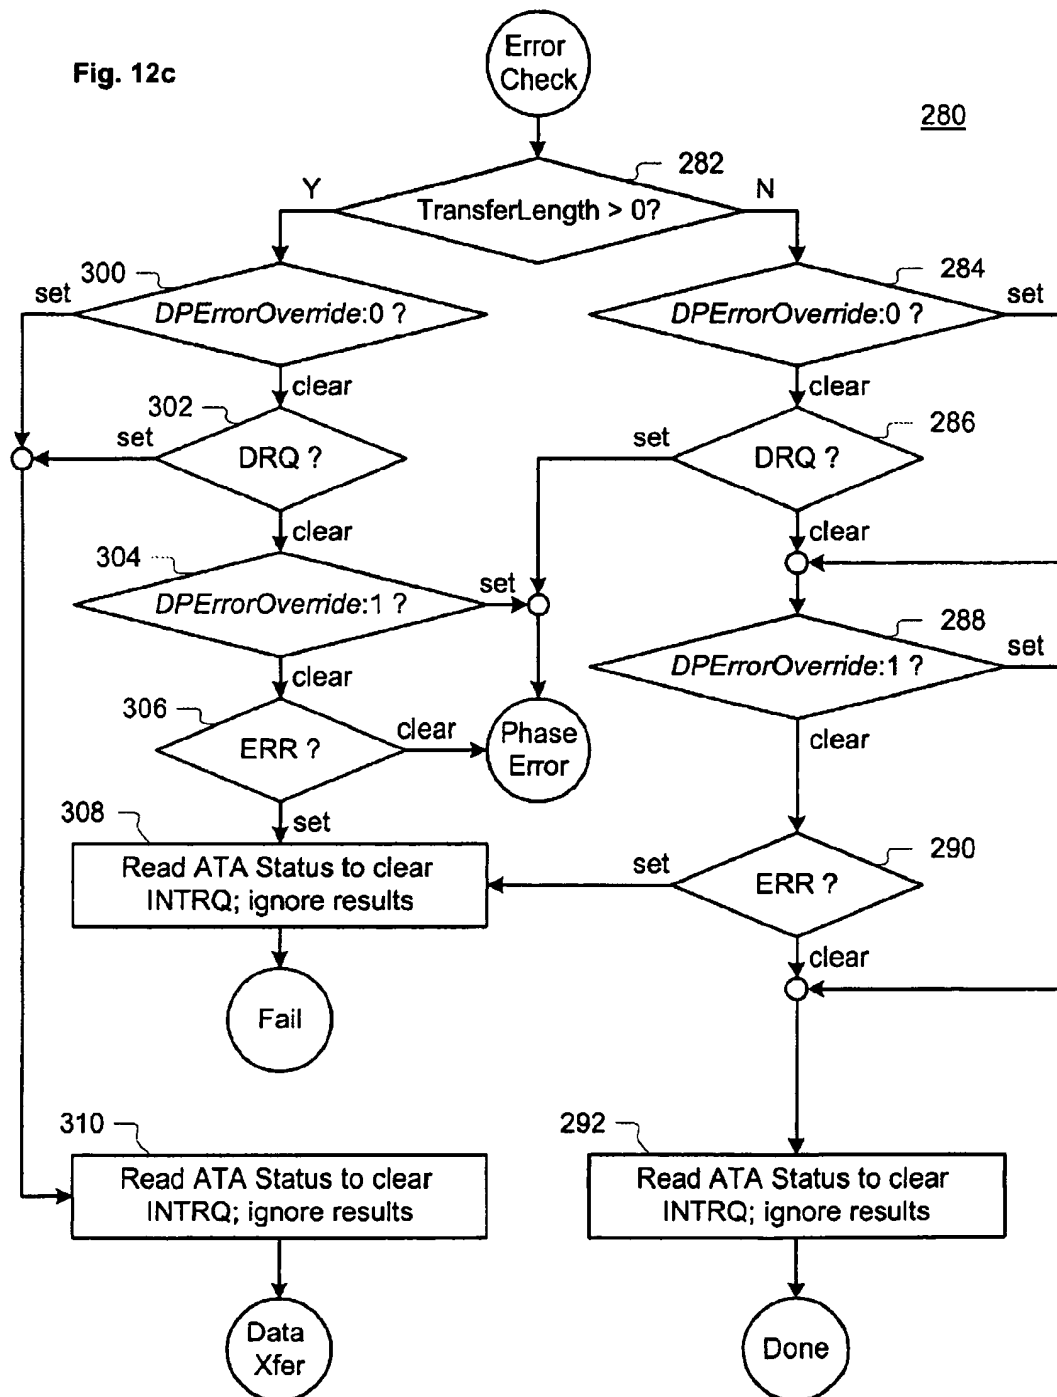 Error
Check
Fig. 12c
280
282
Y
N
TransferLength > 0?
300
284
set
set
DPErrorOverride:0 ?
DPErrorOverride:0 ?
clear
clear
302
286
set
set
DRQ ?
DRQ ?
clear
clear
304
set
DPErrorOverride:1 ?
288
set
DPErrorOverride:1 ?
clear
306
clear
ERR ?
Phase
Error
clear
set
308
Read ATA Status to clear
INTRQ; ignore results
290
set
ERR ?
clear
Fail
310
292
Read ATA Status to clear
INTRQ; ignore results
Read ATA Status to clear
INTRQ; ignore results
Data
Xfer
Done